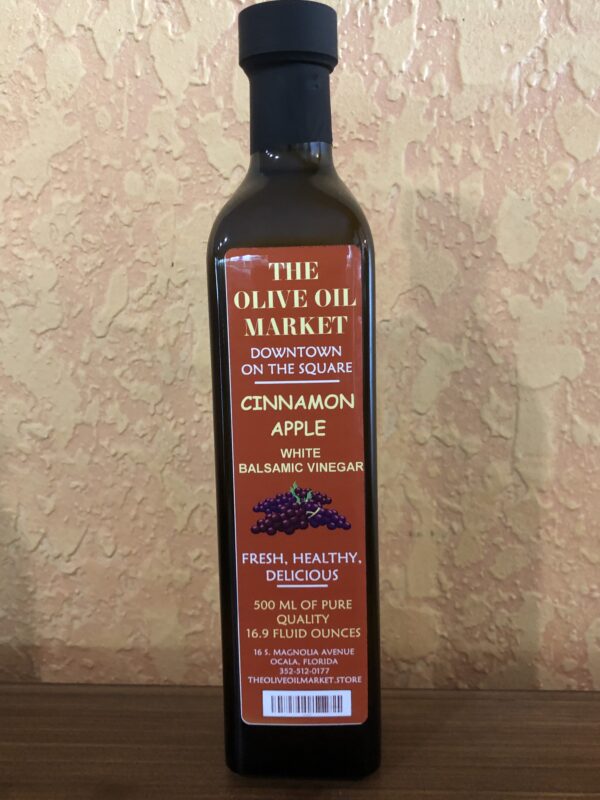 THE
OLIVE OIL
MARKET
DOWNTOWN
ON THE SQUARE
CINNAMON
APPLE
WHITE
BALSAMIC VINEGAR
FRESH, HEALTHY,
DELICIOUS
500 ML OF PURE
QUALITY
16.9 FLUID OUNCES
16 S. MAGNOLIA AVENUE
OCALA, FLORIDA
352-512-0177
THEOLIVEOILMARKET.STORE